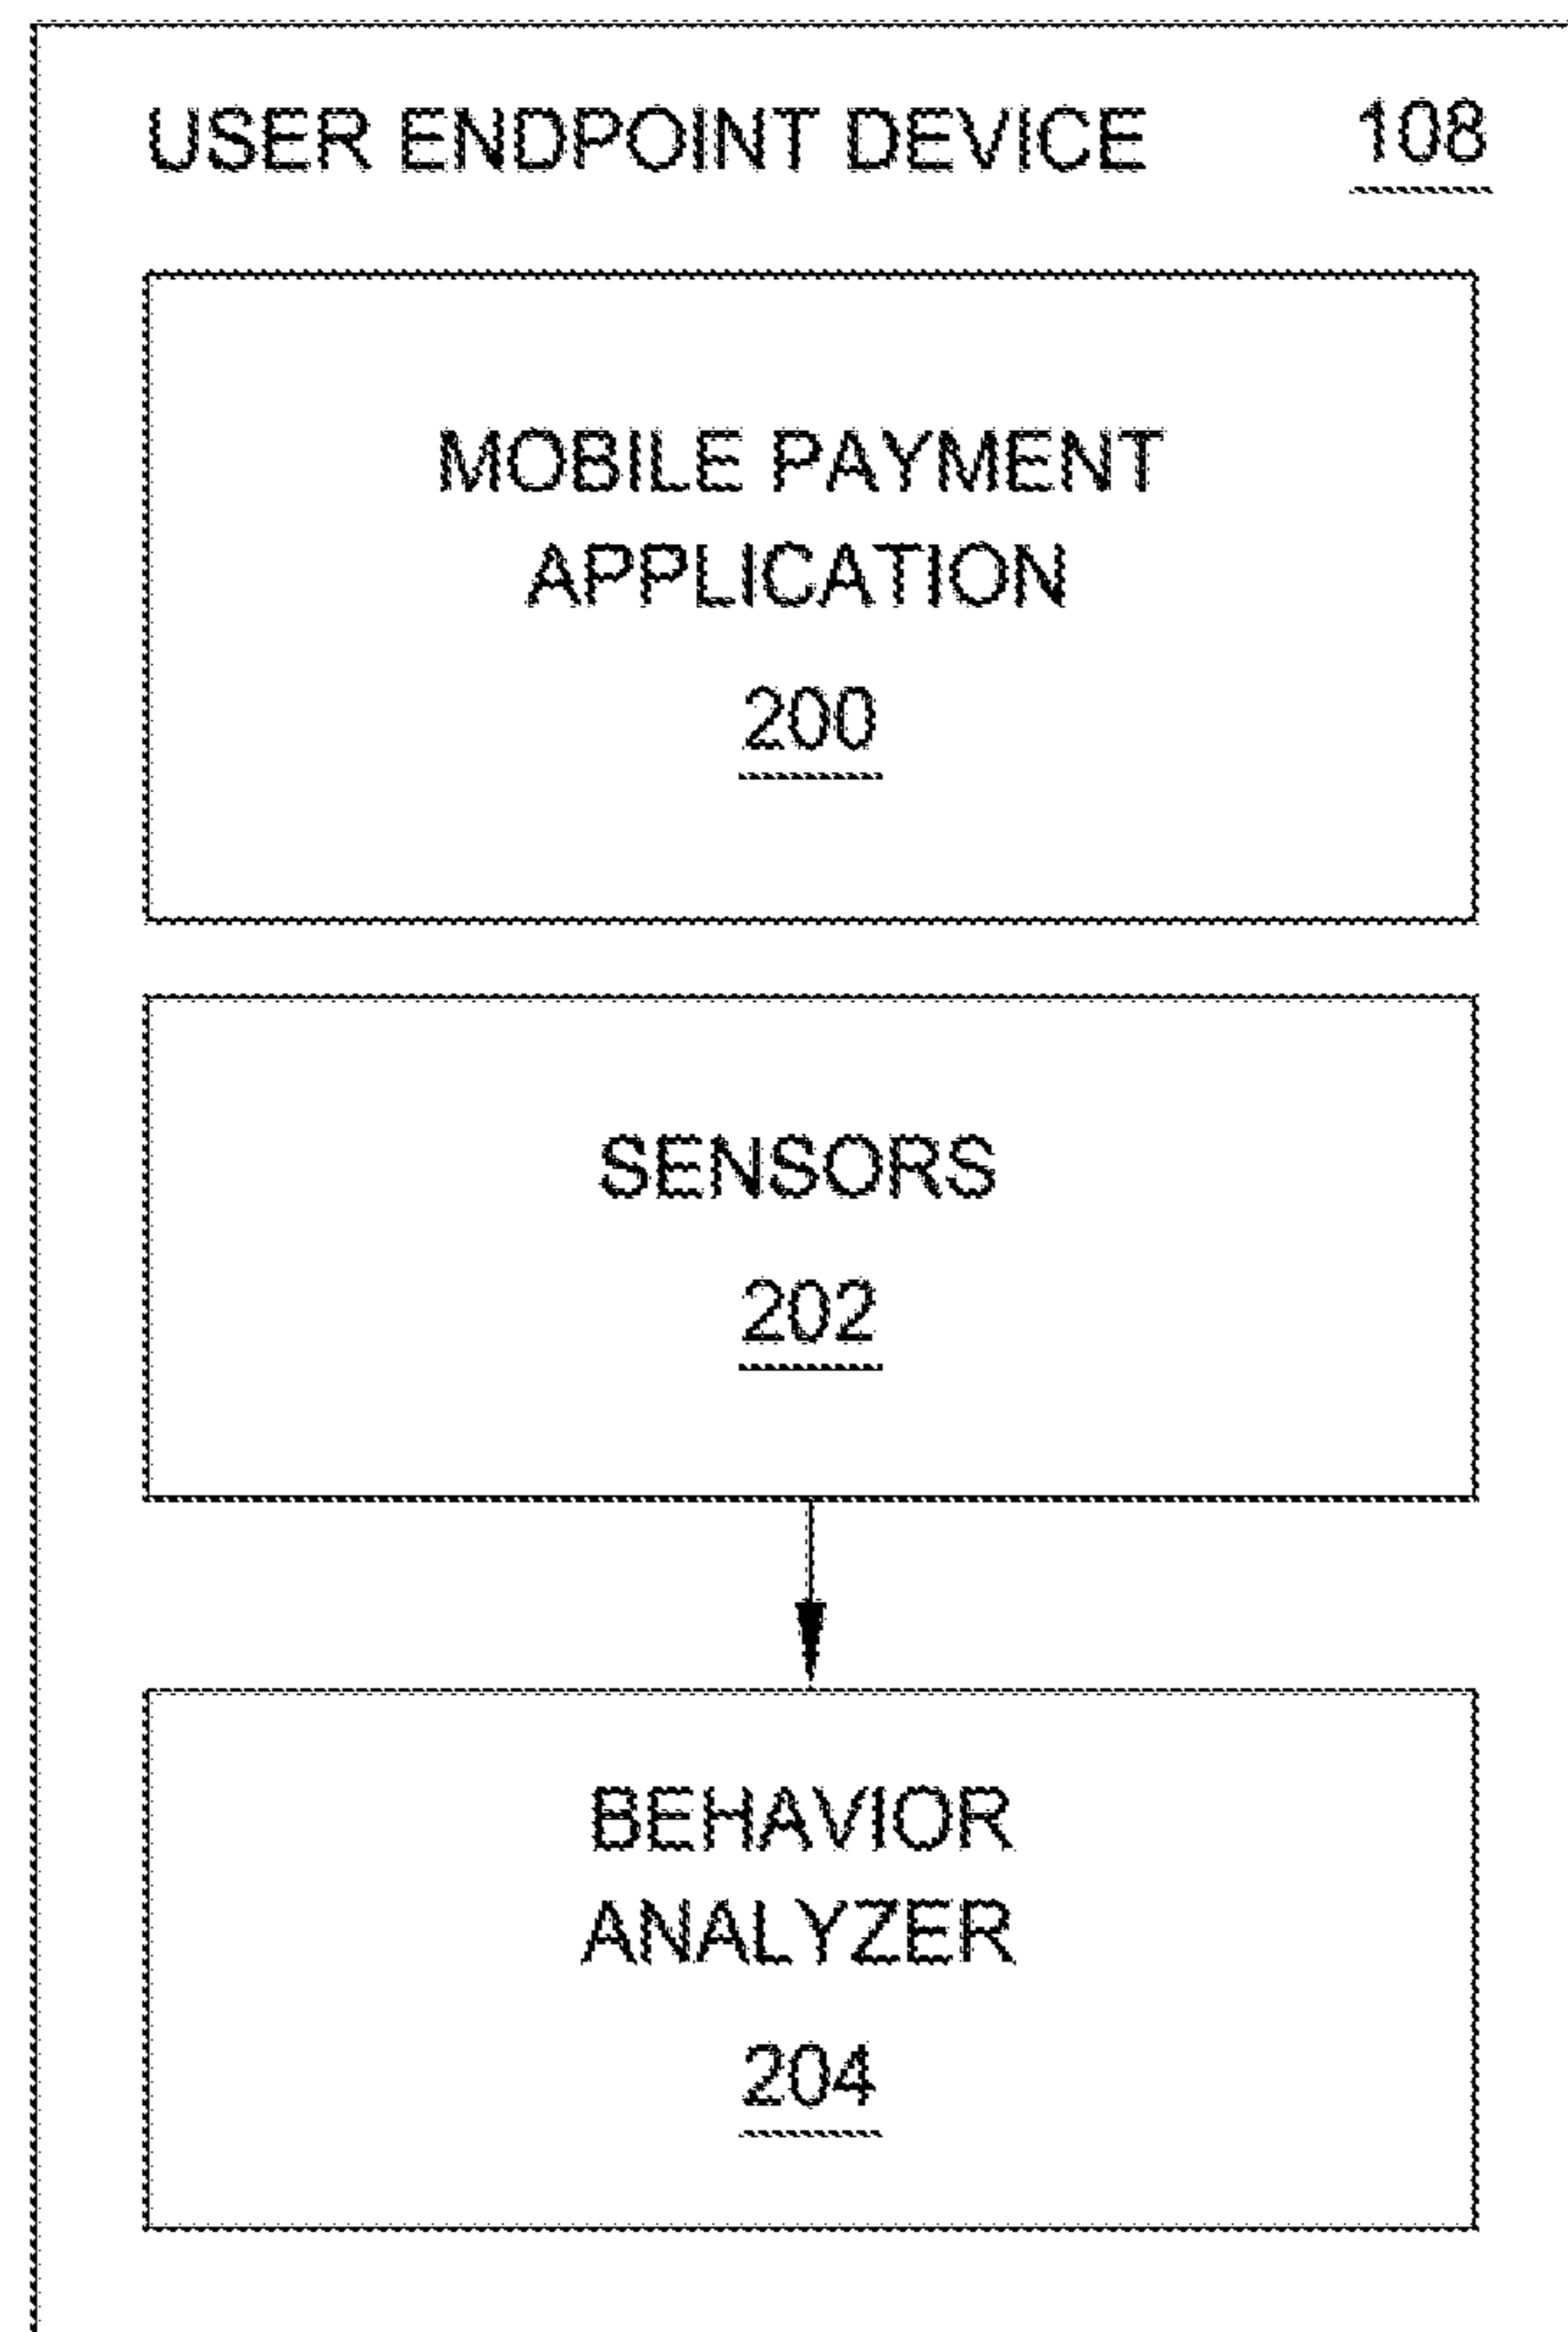 USER ENDPOINT DEVICE 108
MOBILE PAYMENT
APPLICATION
200
SENSORS
202
BEHAVIOR
ANALYZER
204